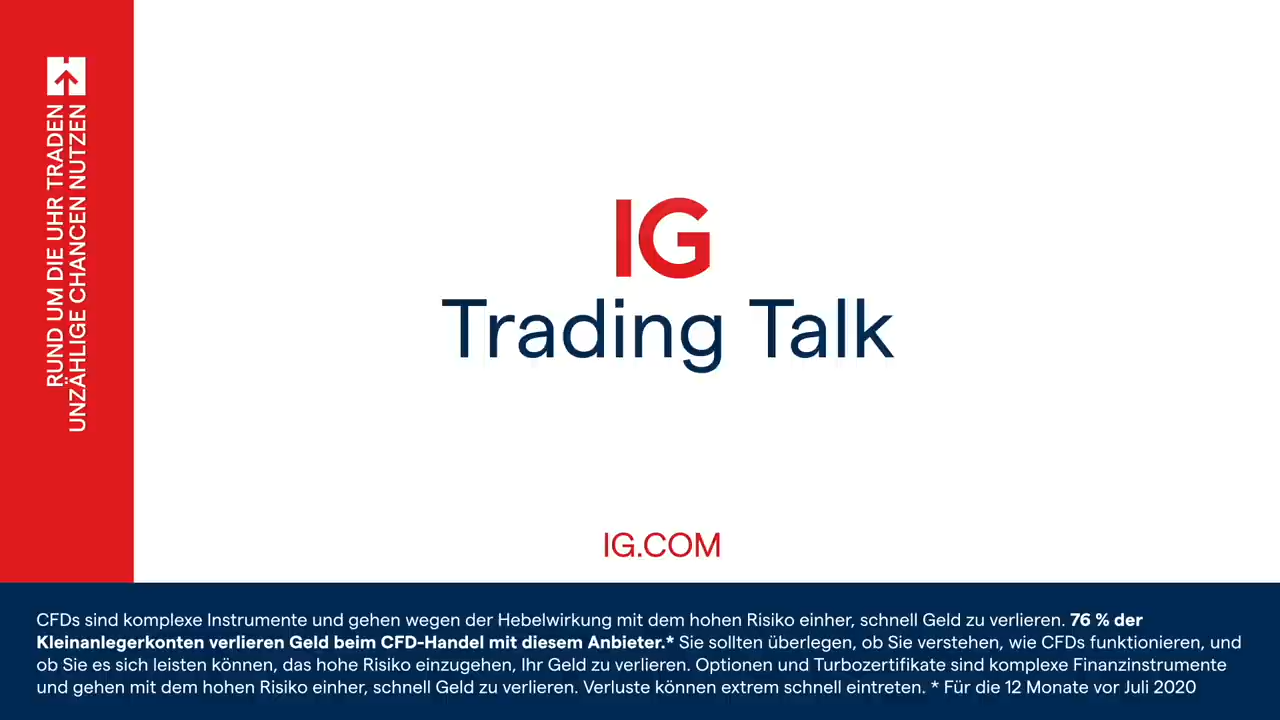 RUND UM DIE UHR TRADEN
UNZÄHLIGE CHANCEN NUTZEN
IG
Trading Talk
IG.COM
CFDs sind komplexe Instrumente und gehen wegen der Hebelwirkung mit dem hohen Risiko einher, schnell Geld zu verlieren. 76 % der
Kleinanlegerkonten verlieren Geld beim CFD-Handel mit diesem Anbieter.* Sie sollten überlegen, ob Sie verstehen, wie CFDs funktionieren, und
ob Sie es sich leisten können, das hohe Risiko einzugehen, Ihr Geld zu verlieren. Optionen und Turbozertifikate sind komplexe Finanzinstrumente
und gehen mit dem hohen Risiko einher, schnell Geld zu verlieren. Verluste können extrem schnell eintreten. * Für die 12 Monate vor Juli 2020